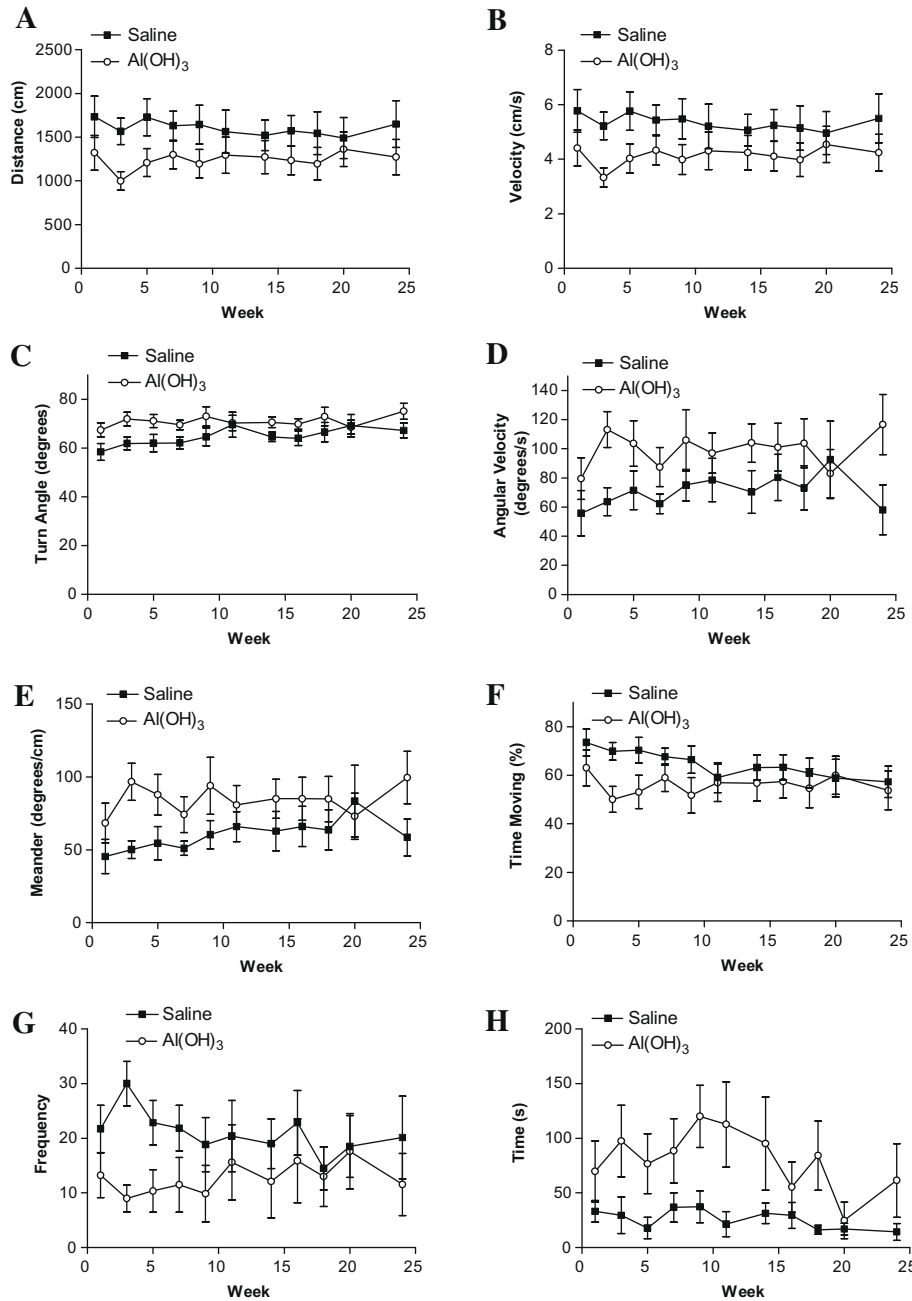 A
Saline
Al(OH)3
Distance (cm)
2500
2000
1500
1000
500
0
0 5 10 15 20 25
Week
B
Saline
Al(OH)3
Velocity (cm/s)
8
6
4
2
0
0 5 10 15 20 25
Week
C
Saline
Al(OH)3
Turn Angle (degrees)
80
60
40
20
0
0 5 10 15 20 25
Week
D
Saline
Al(OH)3
Angular Velocity
(degrees/s)
140
120
100
80
60
40
20
0
0 5 10 15 20 25
Week
E
Saline
Al(OH)3
Meander (degrees/cm)
150
100
50
0
0 5 10 15 20 25
Week
F
Saline
Al(OH)3
Time Moving (%)
80
60
40
20
0
0 5 10 15 20 25
Week
G
Saline
Al(OH)3
Frequency
40
30
20
10
0
0 5 10 15 20 25
Week
H
Saline
Al(OH)3
Time (s)
200
150
100
50
0
0 5 10 15 20 25
Week